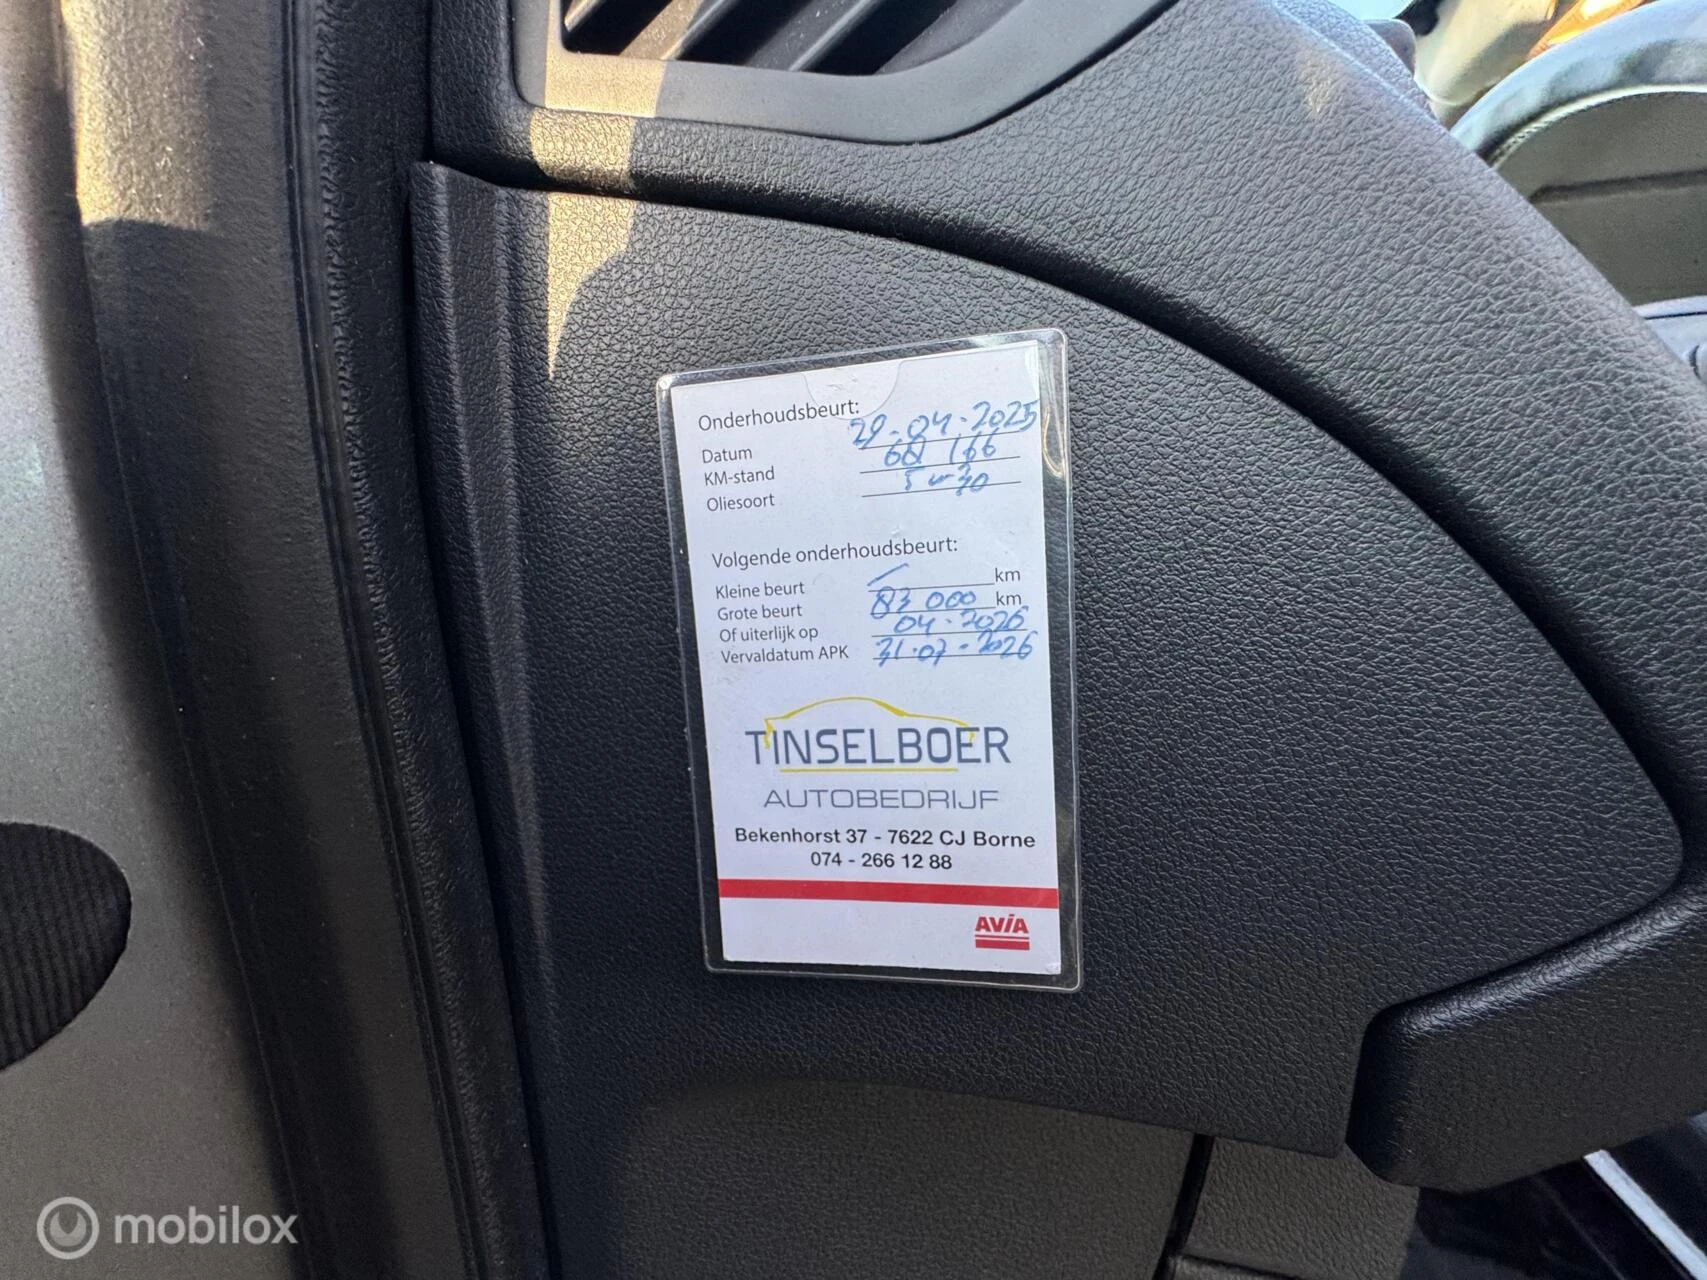 Onderhoudsbeurt:
Datum 29-04-2025
KM-stand 68 166
Oliesoort 5w30
Volgende onderhoudsbeurt:
Kleine beurt / km
Grote beurt 83 000 km
Of uiterlijk op 04-2026
Vervaldatum APK 31-07-2026
TINSELBOER
AUTOBEDRIJF
Bekenhorst 37 - 7622 CJ Borne
074 - 266 12 88
AVIA
mobilox